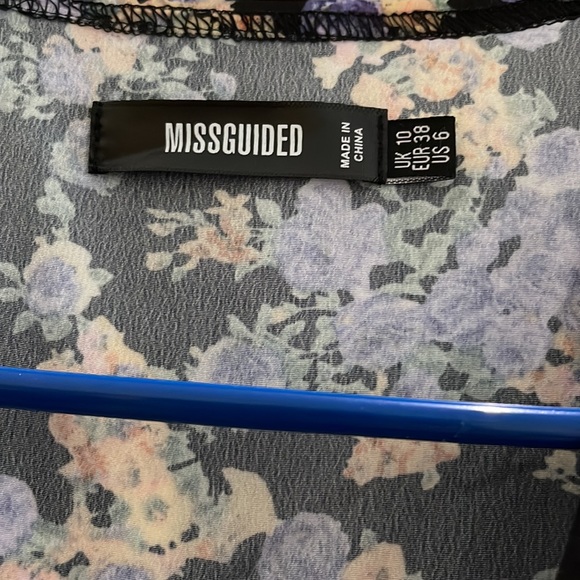 MISSGUIDED
MADE IN
CHINA
UK 10
EUR 38
US 6